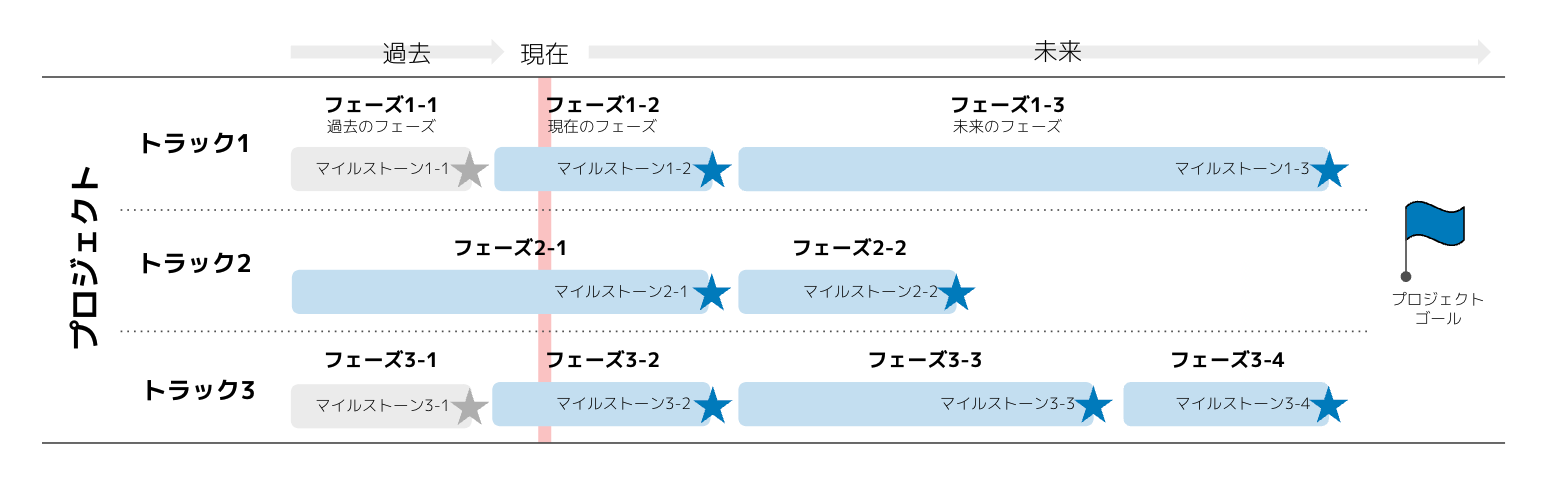 過去
現在
未来
プロジェクト
トラック1
フェーズ1-1
過去のフェーズ
マイルストーン1-1
フェーズ1-2
現在のフェーズ
マイルストーン1-2
フェーズ1-3
未来のフェーズ
マイルストーン1-3
トラック2
フェーズ2-1
マイルストーン2-1
フェーズ2-2
マイルストーン2-2
トラック3
フェーズ3-1
マイルストーン3-1
フェーズ3-2
マイルストーン3-2
フェーズ3-3
マイルストーン3-3
フェーズ3-4
マイルストーン3-4
プロジェクト
ゴール